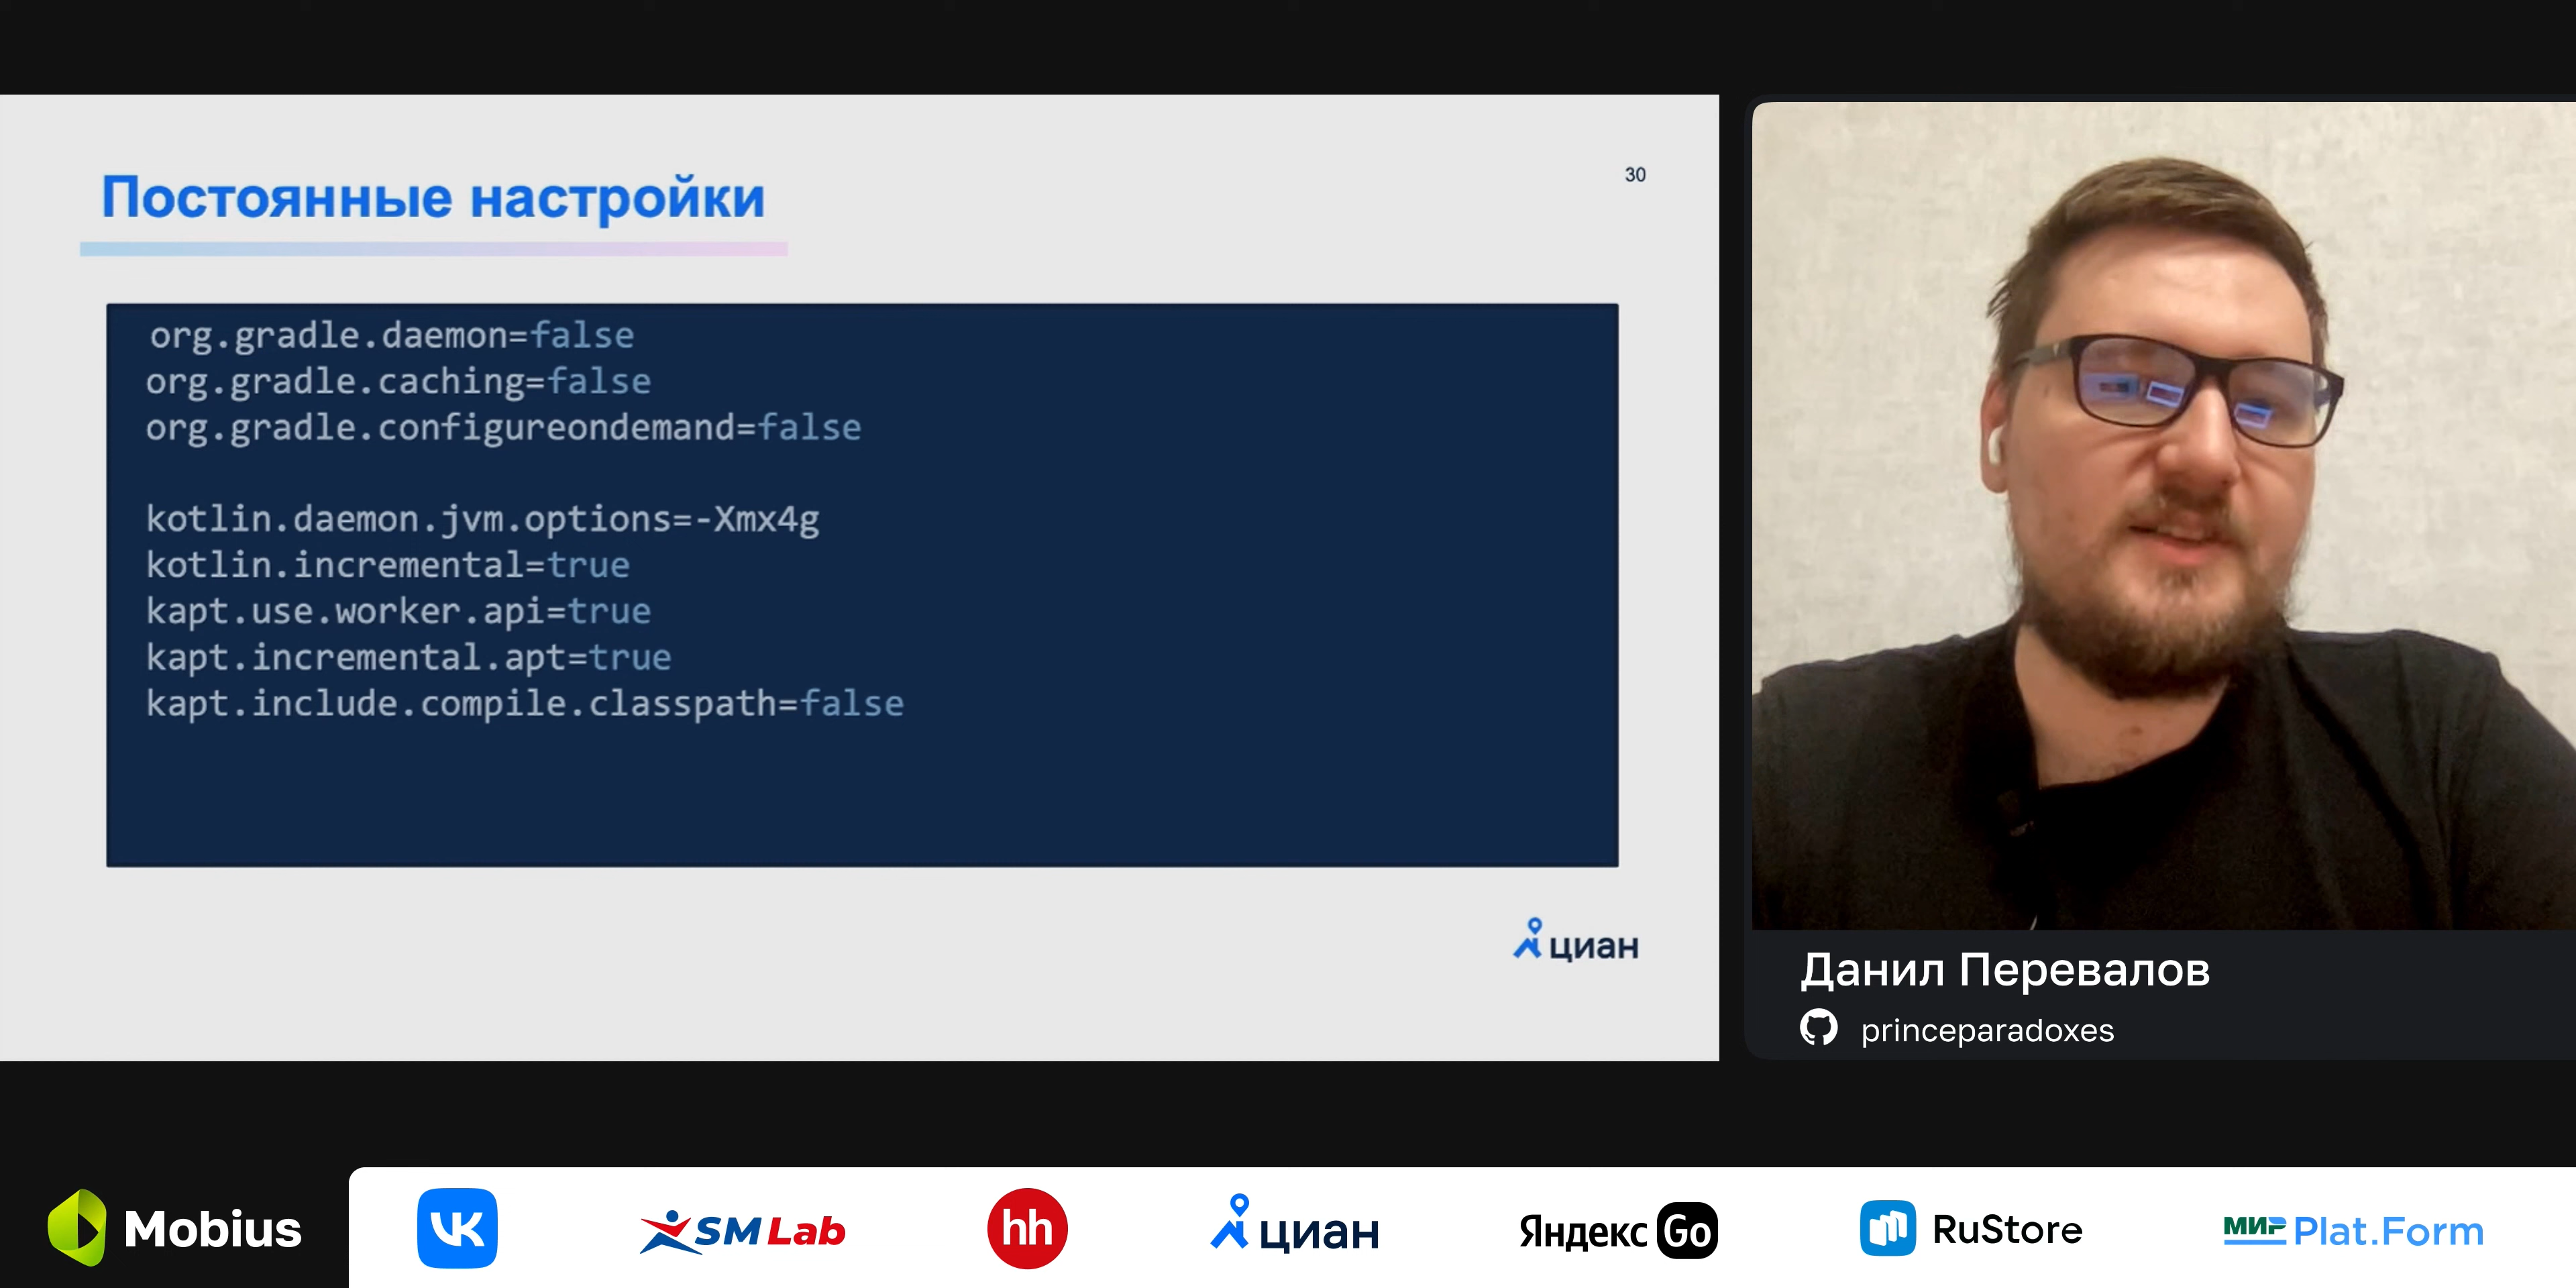 Постоянные настройки
30
org.gradle.daemon=false
org.gradle.caching=false
org.gradle.configureondemand=false
kotlin.daemon.jvm.options=-Xmx4g
kotlin.incremental=true
kapt.use.worker.api=true
kapt.incremental.apt=true
kapt.include.compile.classpath=false
циан
Данил Перевалов
princeparadoxes
Mobius
VK
SM Lab
hh
циан
Яндекс Go
RuStore
МИР Plat.Form